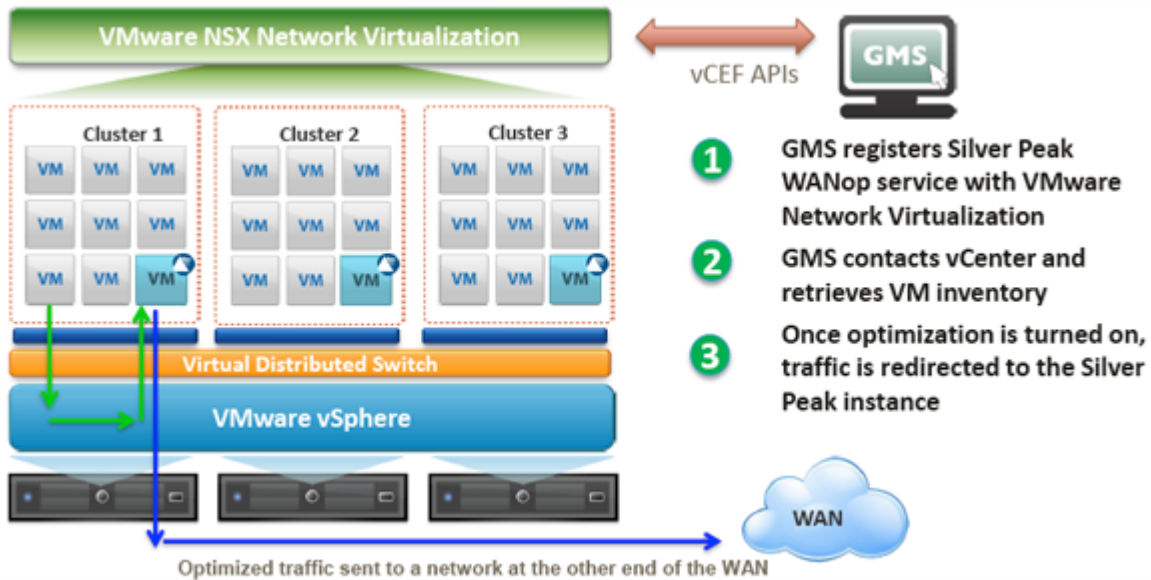 VMware NSX Network Virtualization
vCEF APIs
GMS
Cluster 1
VM VM VM
VM VM VM
VM VM VM
Cluster 2
VM VM VM
VM VM VM
VM VM VM
Cluster 3
VM VM VM
VM VM VM
VM VM VM
Virtual Distributed Switch
VMware vSphere
1
GMS registers Silver Peak
WANop service with VMware
Network Virtualization
2
GMS contacts vCenter and
retrieves VM inventory
3
Once optimization is turned on,
traffic is redirected to the Silver
Peak instance
WAN
Optimized traffic sent to a network at the other end of the WAN